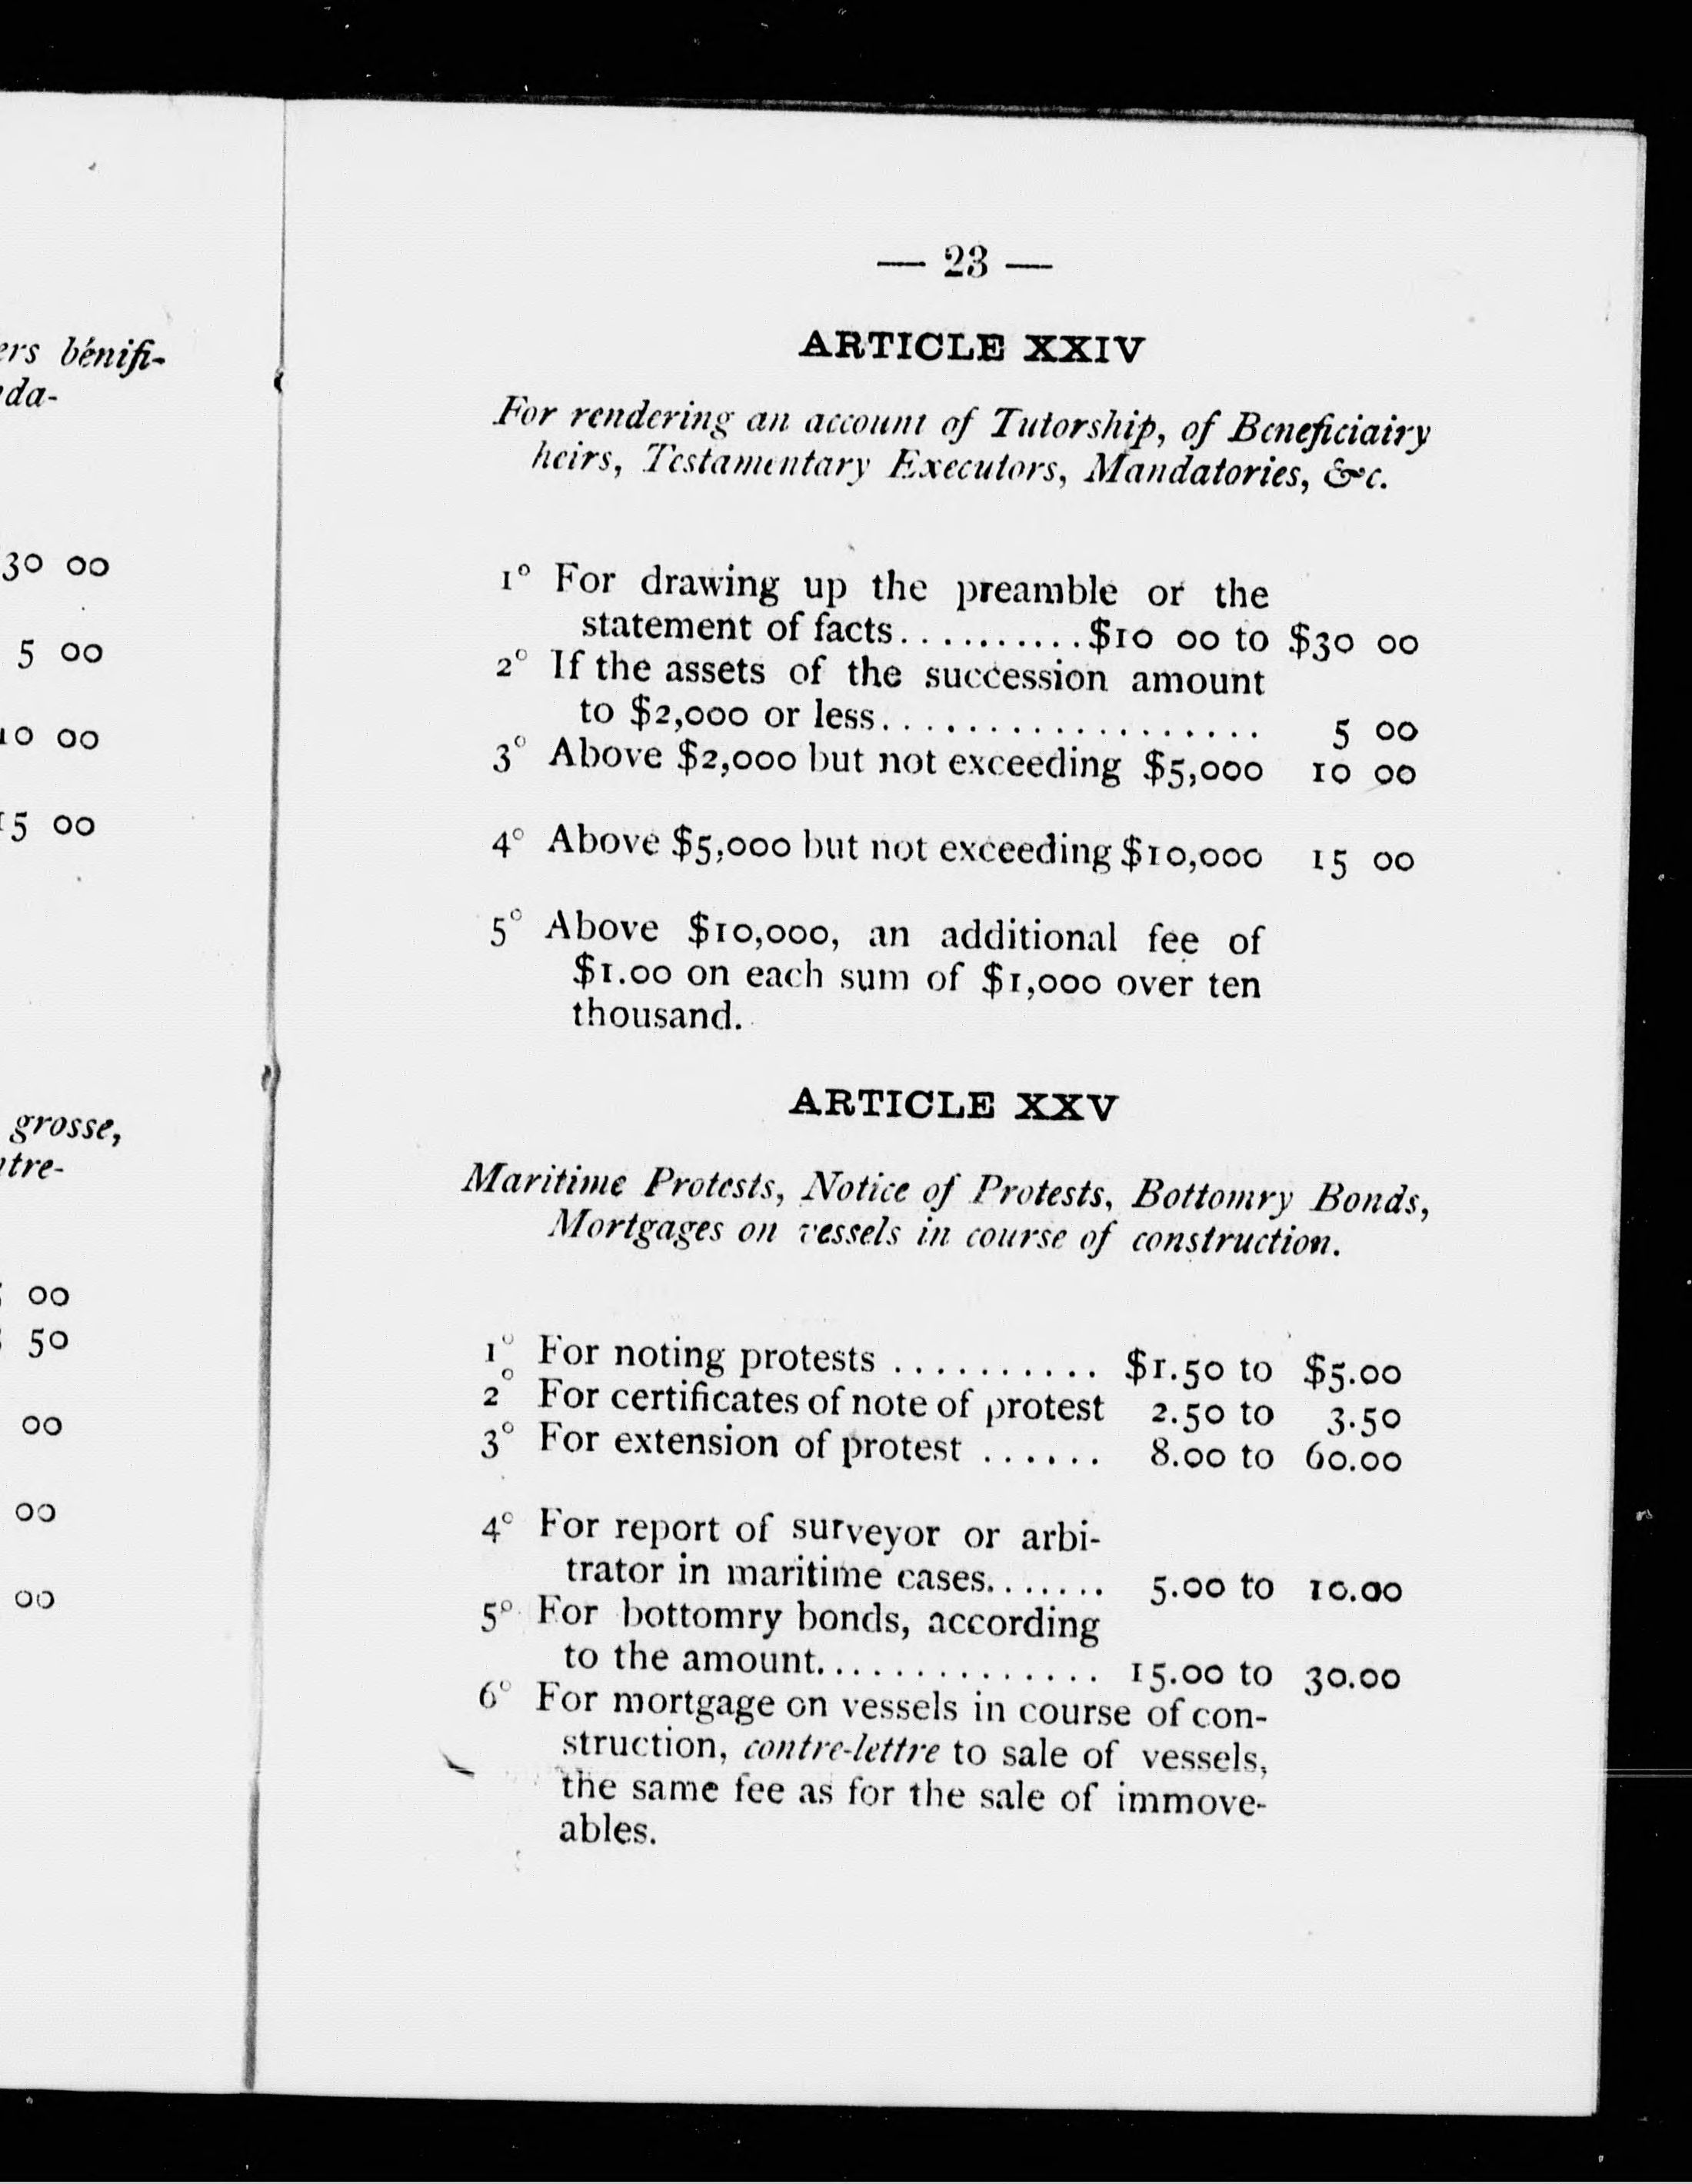 ers bénifi-
da-
30 00
5 00
10 00
15 00
grosse,
tre-
00
50
00
00
00
— 23 —
ARTICLE XXIV
For rendering an account of Tutorship, of Beneficiairy
heirs, Testamentary Executors, Mandatories, &c.
1° For drawing up the preamble or the
statement of facts...........$10 00 to $30 00
2° If the assets of the succession amount
to $2,000 or less................... 5 00
3° Above $2,000 but not exceeding $5,000 10 00
4° Above $5,000 but not exceeding $10,000 15 00
5° Above $10,000, an additional fee of
$1.00 on each sum of $1,000 over ten
thousand.
ARTICLE XXV
Maritime Protests, Notice of Protests, Bottomry Bonds,
Mortgages on vessels in course of construction.
1° For noting protests .......... $1.50 to $5.00
2° For certificates of note of protest 2.50 to 3.50
3° For extension of protest ...... 8.00 to 60.00
4° For report of surveyor or arbi-
trator in maritime cases....... 5.00 to 10.00
5° For bottomry bonds, according
to the amount.............. 15.00 to 30.00
6° For mortgage on vessels in course of con-
struction, contre-lettre to sale of vessels,
the same fee as for the sale of immove-
ables.